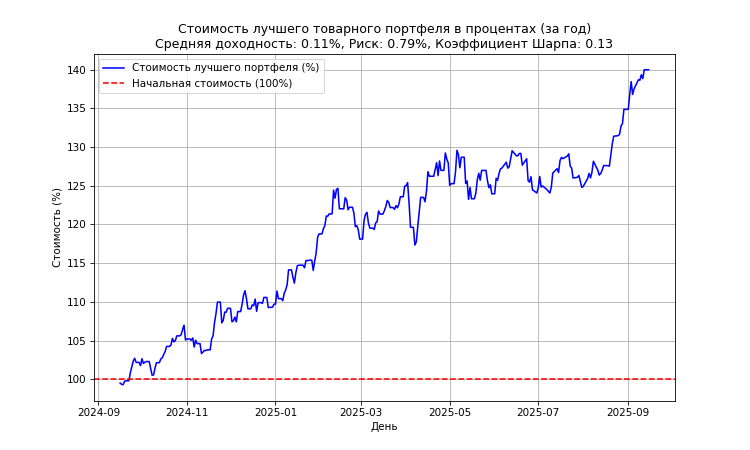 Стоимость лучшего товарного портфеля в процентах (за год)
Средняя доходность: 0.11%, Риск: 0.79%, Коэффициент Шарпа: 0.13
Стоимость лучшего портфеля (%)
Начальная стоимость (100%)
Стоимость (%)
140
135
130
125
120
115
110
105
100
2024-09
2024-11
2025-01
2025-03
2025-05
2025-07
2025-09
День